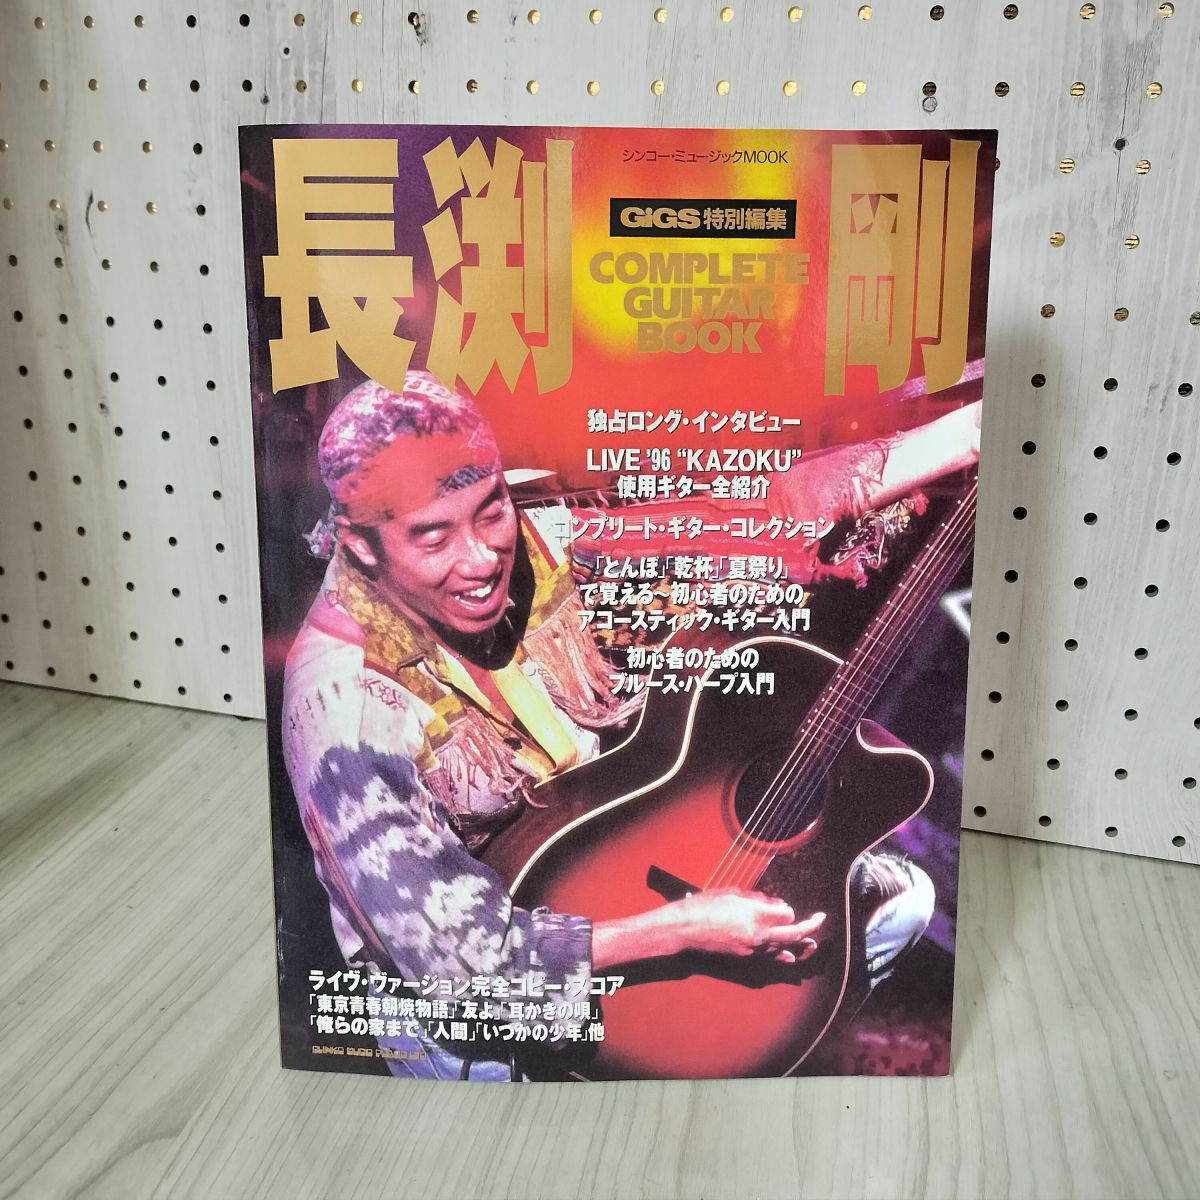 長渕 剛
シンコー・ミュージックMOOK
GiGS 特別編集
COMPLETE
GUITAR
BOOK
独占ロング・インタビュー
LIVE '96 “KAZOKU”
使用ギター全紹介
コンプリート・ギター・コレクション
「とんぼ」「乾杯」「夏祭り」
で覚える～初心者のための
アコースティック・ギター入門
初心者のための
ブルース・ハープ入門
ライヴ・ヴァージョン完全コピー・スコア
「東京青春朝焼物語」「友よ」「耳かきの唄」
「俺らの家まで」「人間」「いつかの少年」他